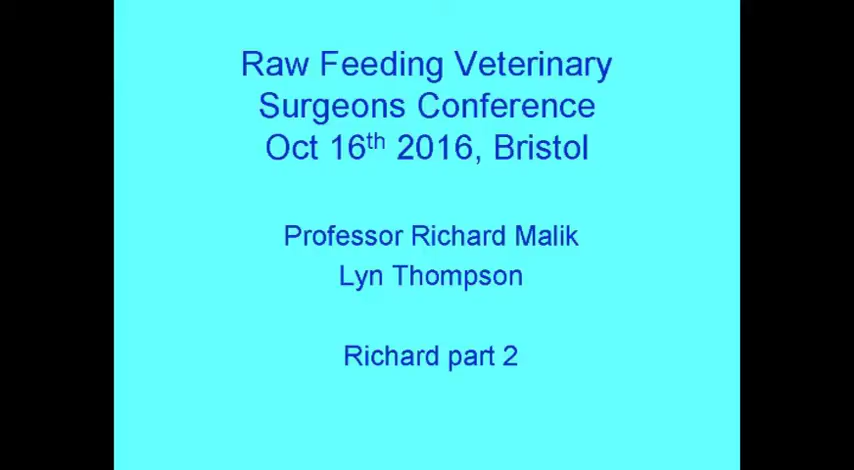 Raw Feeding Veterinary
Surgeons Conference
Oct 16th 2016, Bristol
Professor Richard Malik
Lyn Thompson
Richard part 2